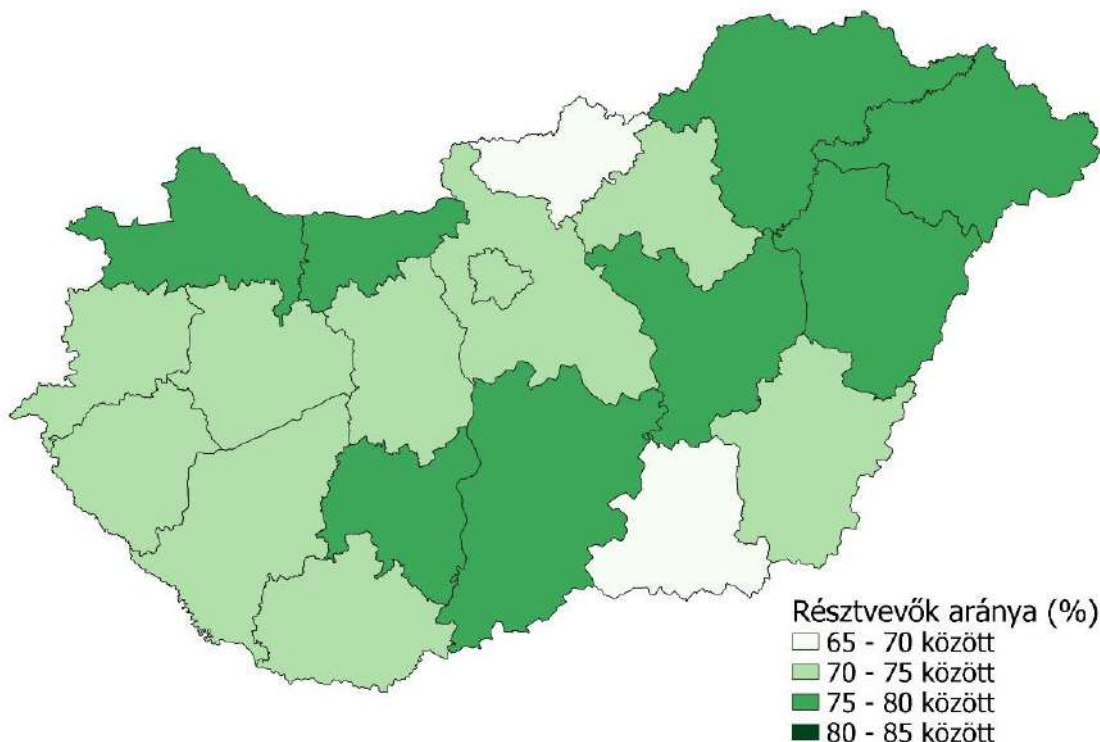 Résztvevők aránya (%)
65 - 70 között
70 - 75 között
75 - 80 között
80 - 85 között